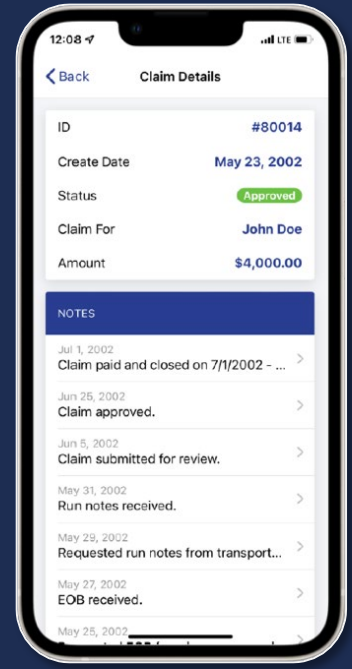 12:08
LTE
Back
Claim Details
ID #80014
Create Date May 23, 2002
Status Approved
Claim For John Doe
Amount $4,000.00
NOTES
Jul 1, 2002
Claim paid and closed on 7/1/2002 - ...
Jun 25, 2002
Claim approved.
Jun 5, 2002
Claim submitted for review.
May 31, 2002
Run notes received.
May 29, 2002
Requested run notes from transport...
May 27, 2002
EOB received.
May 25, 2002